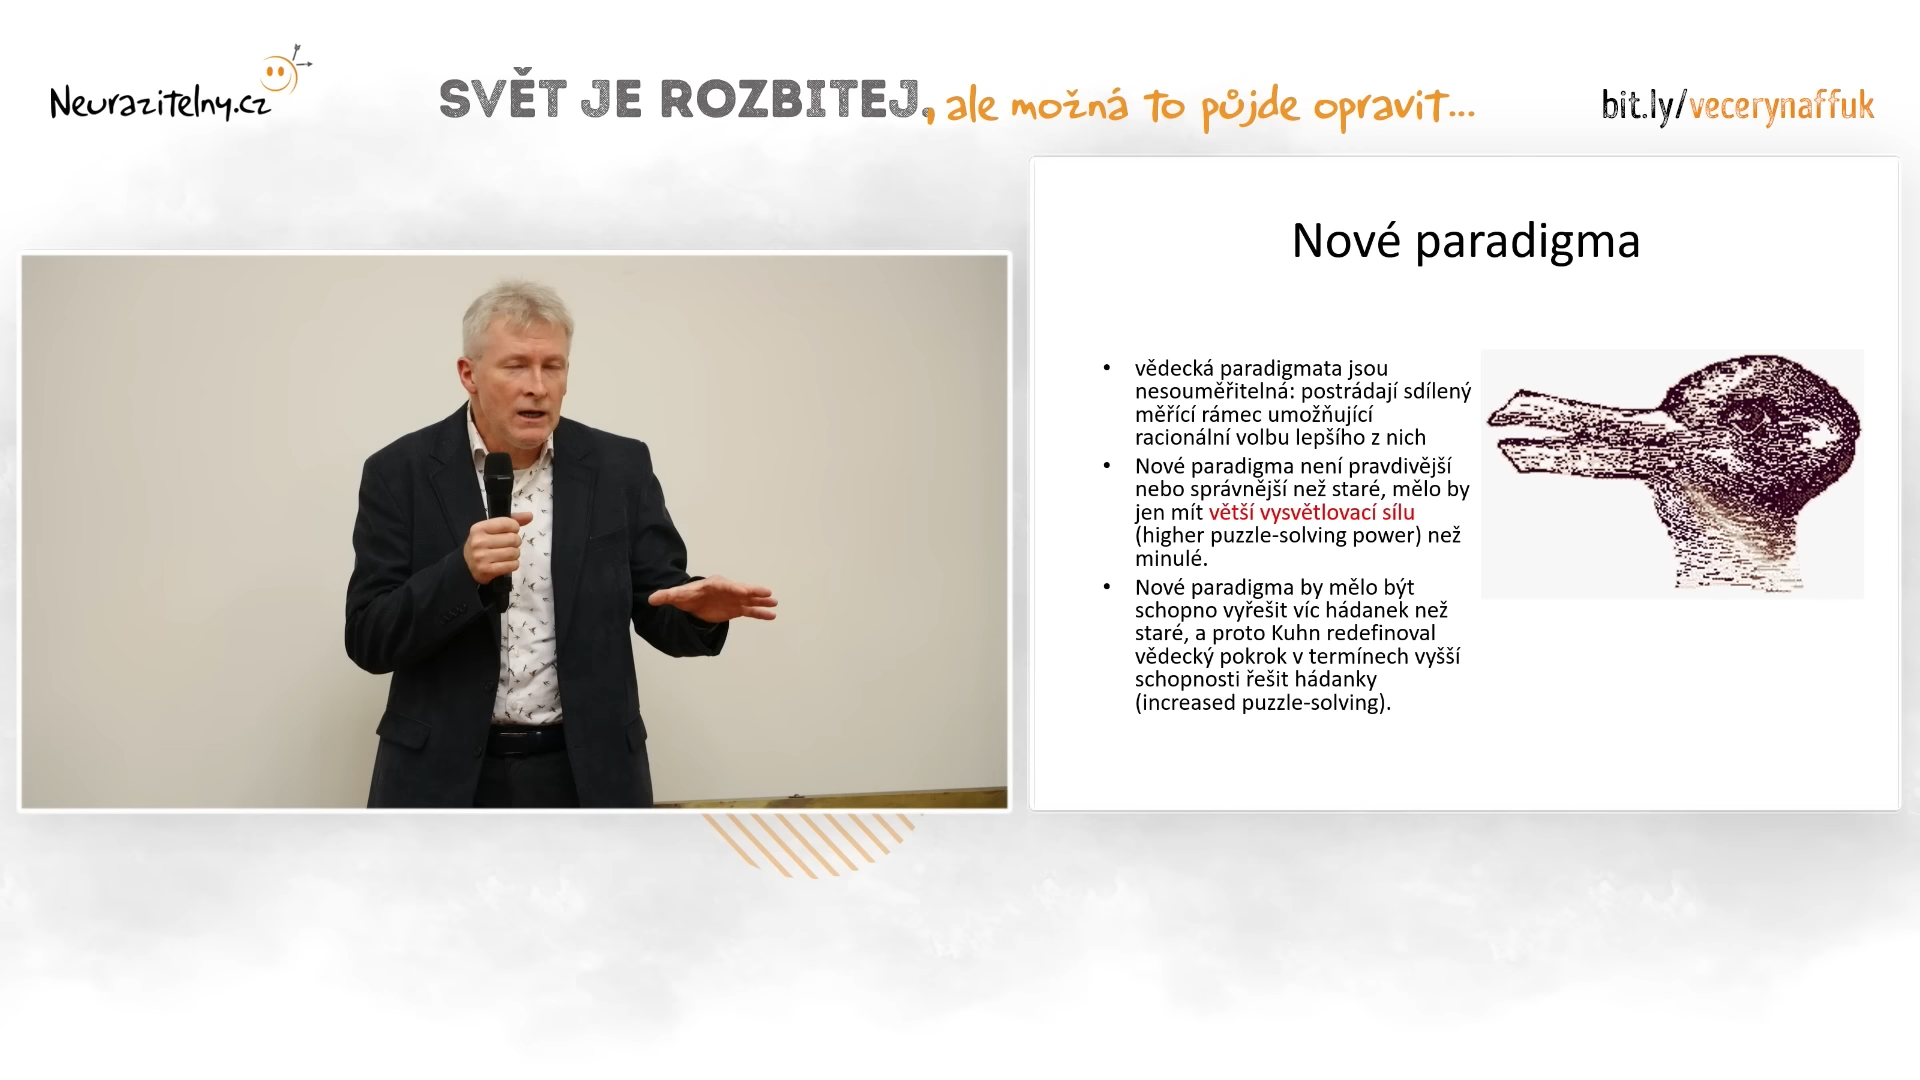 Neurazitelny.cz
SVĚT JE ROZBITEJ, ale možná to půjde opravit...
bit.ly/vecerynaffuk
Nové paradigma
• vědecká paradigmata jsou
nesouměřitelná: postrádají sdílený
měřící rámec umožňující
racionální volbu lepšího z nich
• Nové paradigma není pravdivější
nebo správnější než staré, mělo by
jen mít větší vysvětlovací sílu
(higher puzzle-solving power) než
minulé.
• Nové paradigma by mělo být
schopno vyřešit víc hádanek než
staré, a proto Kuhn redefinoval
vědecký pokrok v termínech vyšší
schopnosti řešit hádanky
(increased puzzle-solving).